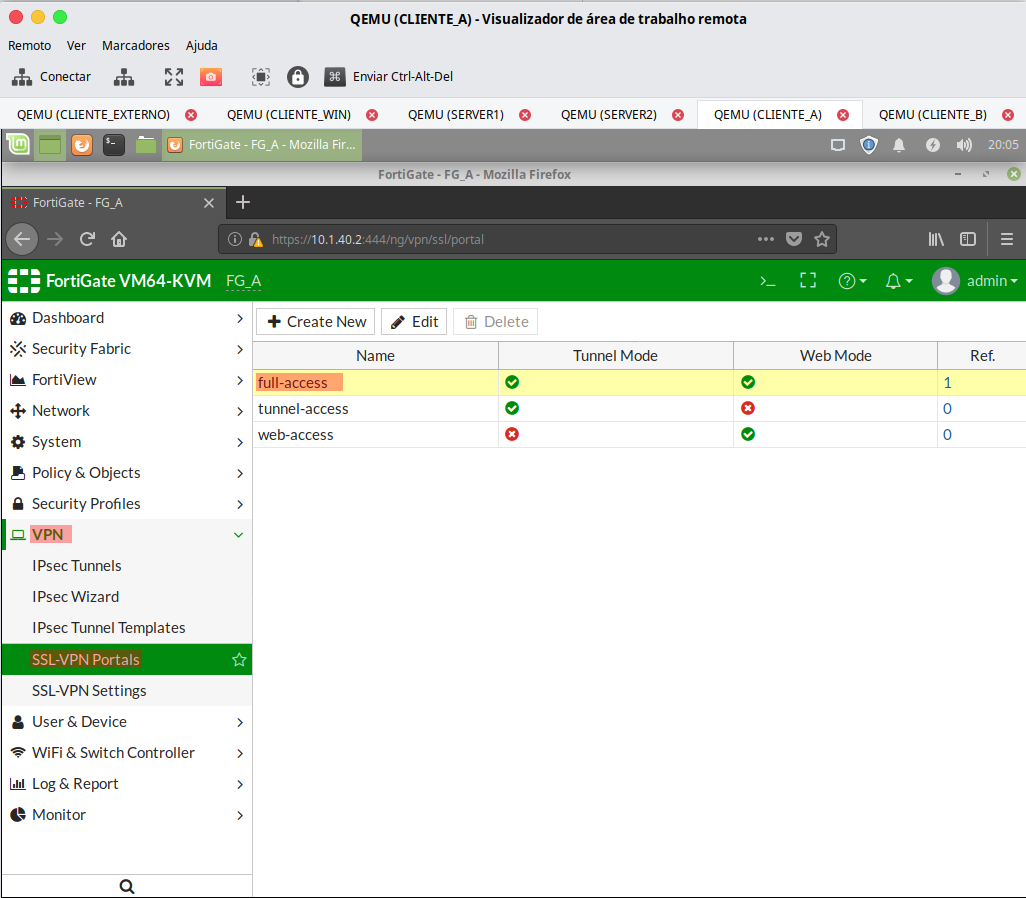 QEMU (CLIENTE_A) - Visualizador de área de trabalho remota
Remoto Ver Marcadores Ajuda
Conectar Enviar Ctrl-Alt-Del
QEMU (CLIENTE_EXTERNO) QEMU (CLIENTE_WIN) QEMU (SERVER1) QEMU (SERVER2) QEMU (CLIENTE_A) QEMU (CLIENTE_B)
FortiGate - FG_A - Mozilla Fir... 20:05
FortiGate - FG_A - Mozilla Firefox
FortiGate - FG_A
https://10.1.40.2:444/ng/vpn/ssl/portal
FortiGate VM64-KVM FG_A admin
Dashboard
Security Fabric
FortiView
Network
System
Policy & Objects
Security Profiles
VPN
IPsec Tunnels
IPsec Wizard
IPsec Tunnel Templates
SSL-VPN Portals
SSL-VPN Settings
User & Device
WiFi & Switch Controller
Log & Report
Monitor
Create New Edit Delete
Name Tunnel Mode Web Mode Ref.
full-access 1
tunnel-access 0
web-access 0